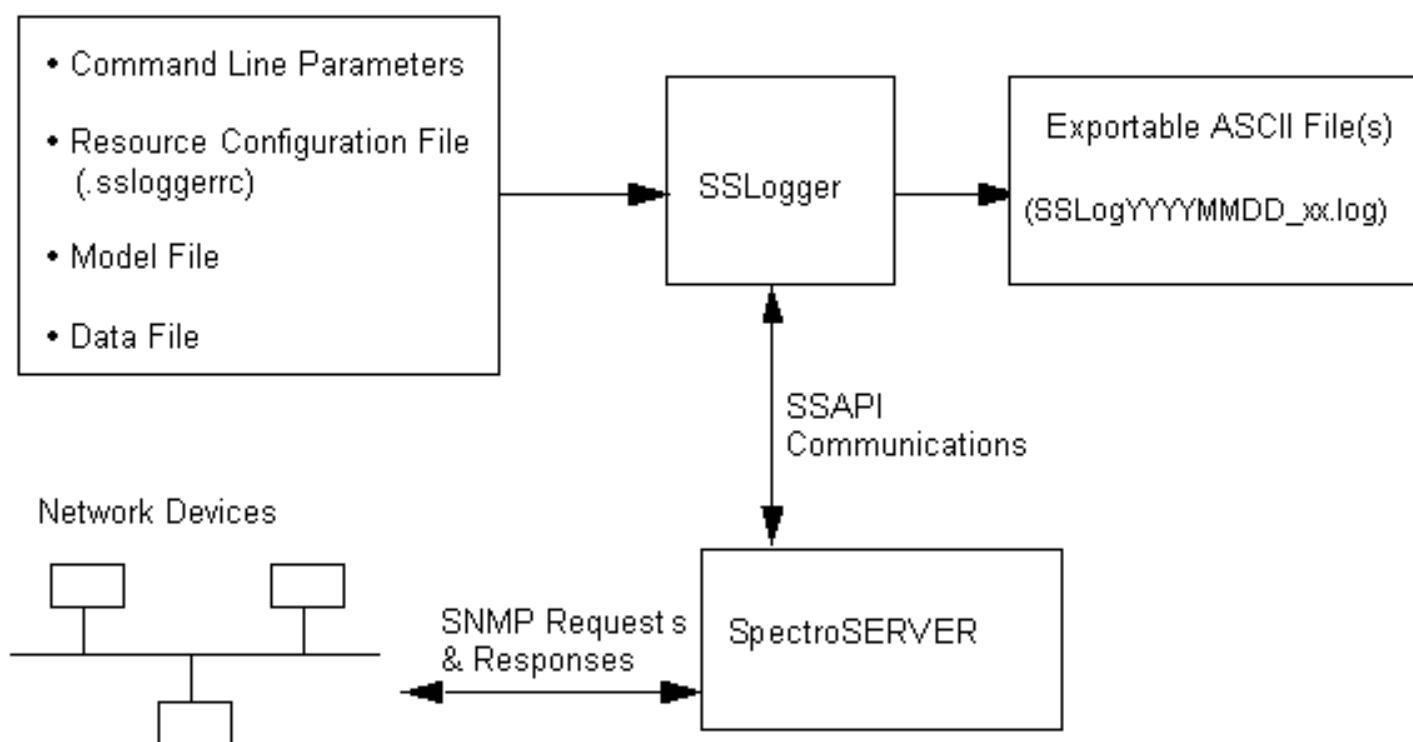 • Command Line Parameters
• Resource Configuration File
(.ssloggerrc)
• Model File
• Data File
SSLogger
Exportable ASCII File(s)
(SSLogYYYYMMDD_xx.log)
SSAPI
Communications
Network Devices
SNMP Requests
& Responses
SpectroSERVER